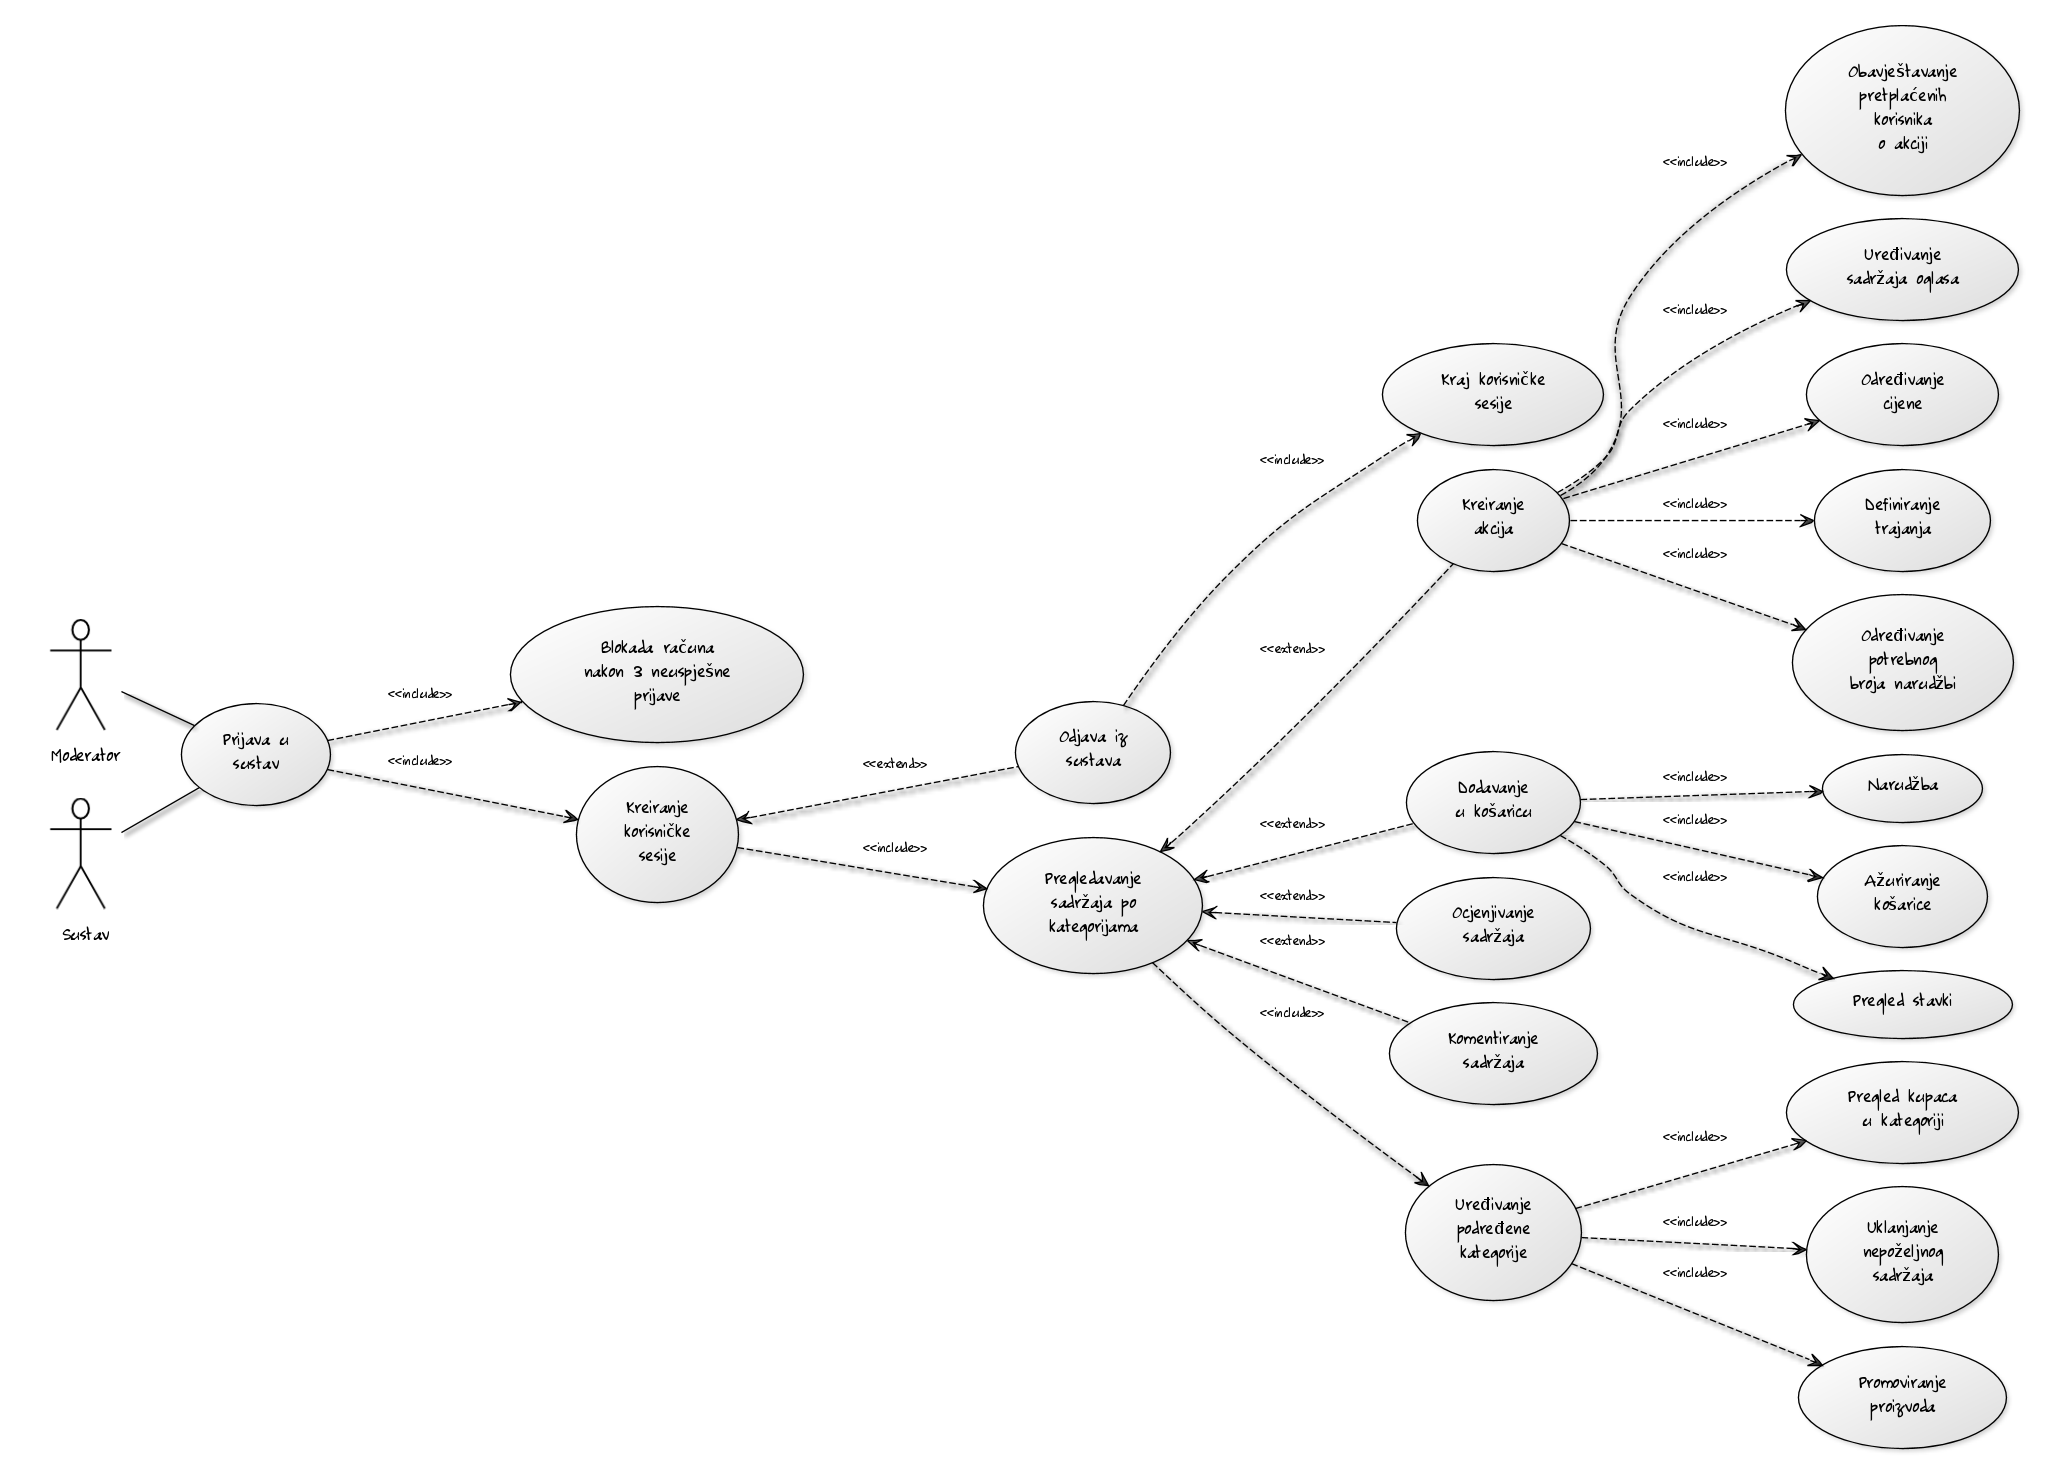 Moderator
Sustav
Prijava u
sustav
<<include>>
<<include>>
Blokada računa
nakon 3 neuspješne
prijave
Kreiranje
korisničke
sesije
<<extend>>
<<include>>
Odjava iz
sustava
Pregledavanje
sadržaja po
kategorijama
<<include>>
<<extend>>
<<extend>>
<<extend>>
<<extend>>
<<include>>
Kraj korisničke
sesije
Kreiranje
akcija
Dodavanje
u košaricu
Ocjenjivanje
sadržaja
Komentiranje
sadržaja
Uređivanje
podređene
kategorije
<<include>>
<<include>>
<<include>>
<<include>>
<<include>>
<<include>>
<<include>>
<<include>>
<<include>>
<<include>>
<<include>>
Obavještavanje
pretplaćenih
korisnika
o akciji
Uređivanje
sadržaja oglasa
Određivanje
cijene
Definiranje
trajanja
Određivanje
potrebnog
broja narudžbi
Narudžba
Ažuriranje
košarice
Pregled stavki
Pregled kupaca
u kategoriji
Uklanjanje
nepoželjnog
sadržaja
Promoviranje
proizvoda